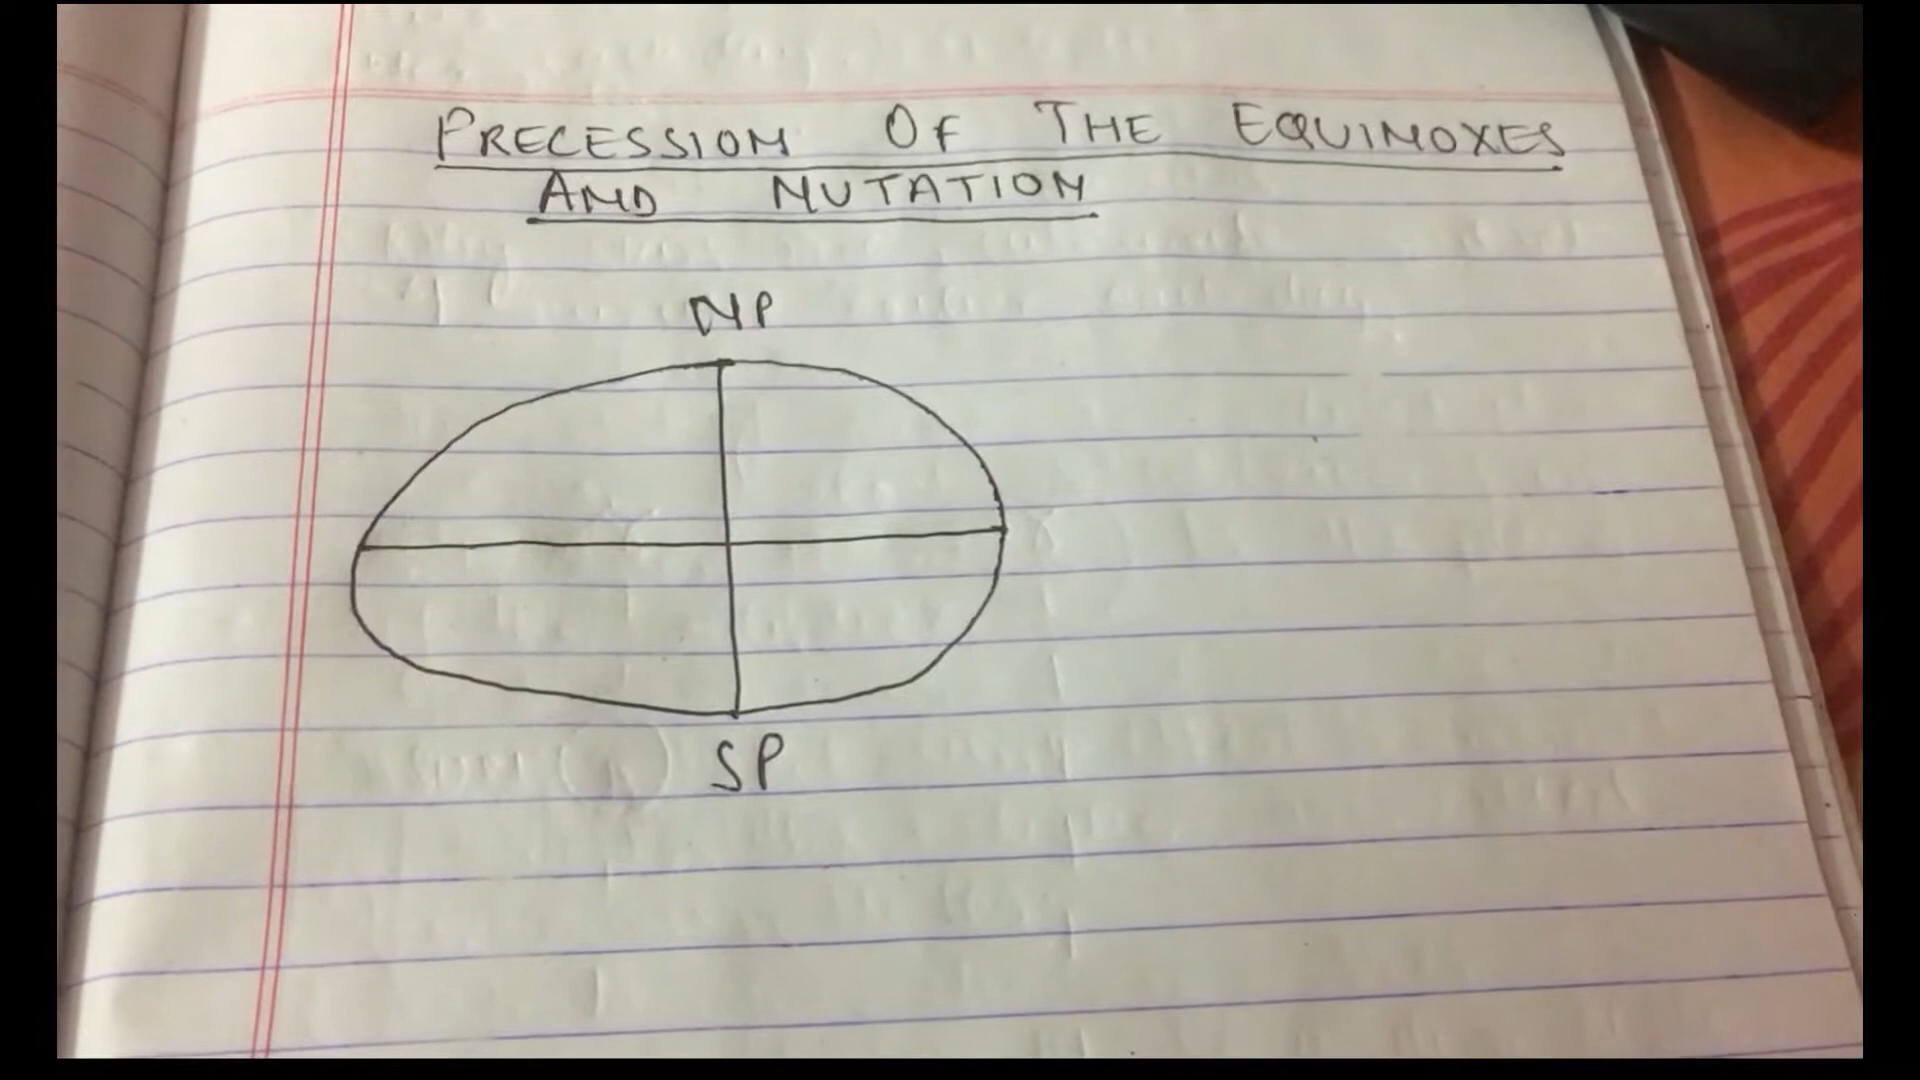 PRECESSION OF THE EQUINOXES
AND NUTATION
NP
SP